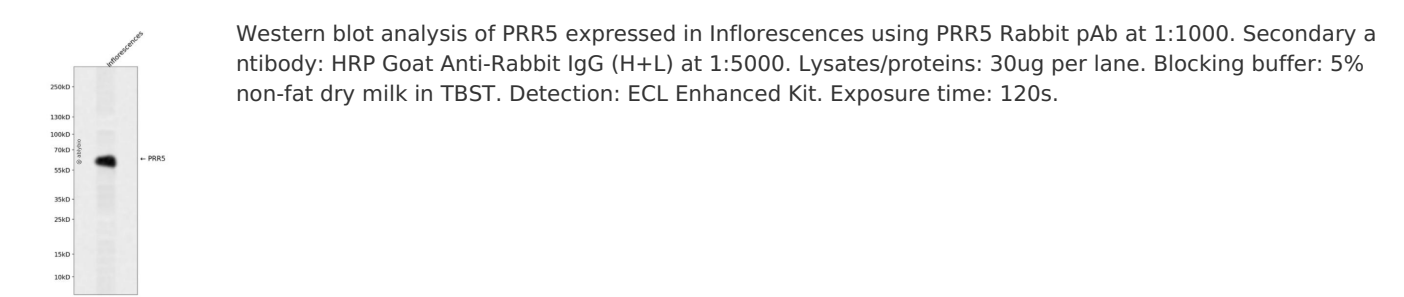 Inflorescences
250kD
130kD
100kD
70kD
55kD
35kD
25kD
15kD
10kD
@ ablybio
← PRR5
Western blot analysis of PRR5 expressed in Inflorescences using PRR5 Rabbit pAb at 1:1000. Secondary a
ntibody: HRP Goat Anti-Rabbit IgG (H+L) at 1:5000. Lysates/proteins: 30ug per lane. Blocking buffer: 5%
non-fat dry milk in TBST. Detection: ECL Enhanced Kit. Exposure time: 120s.